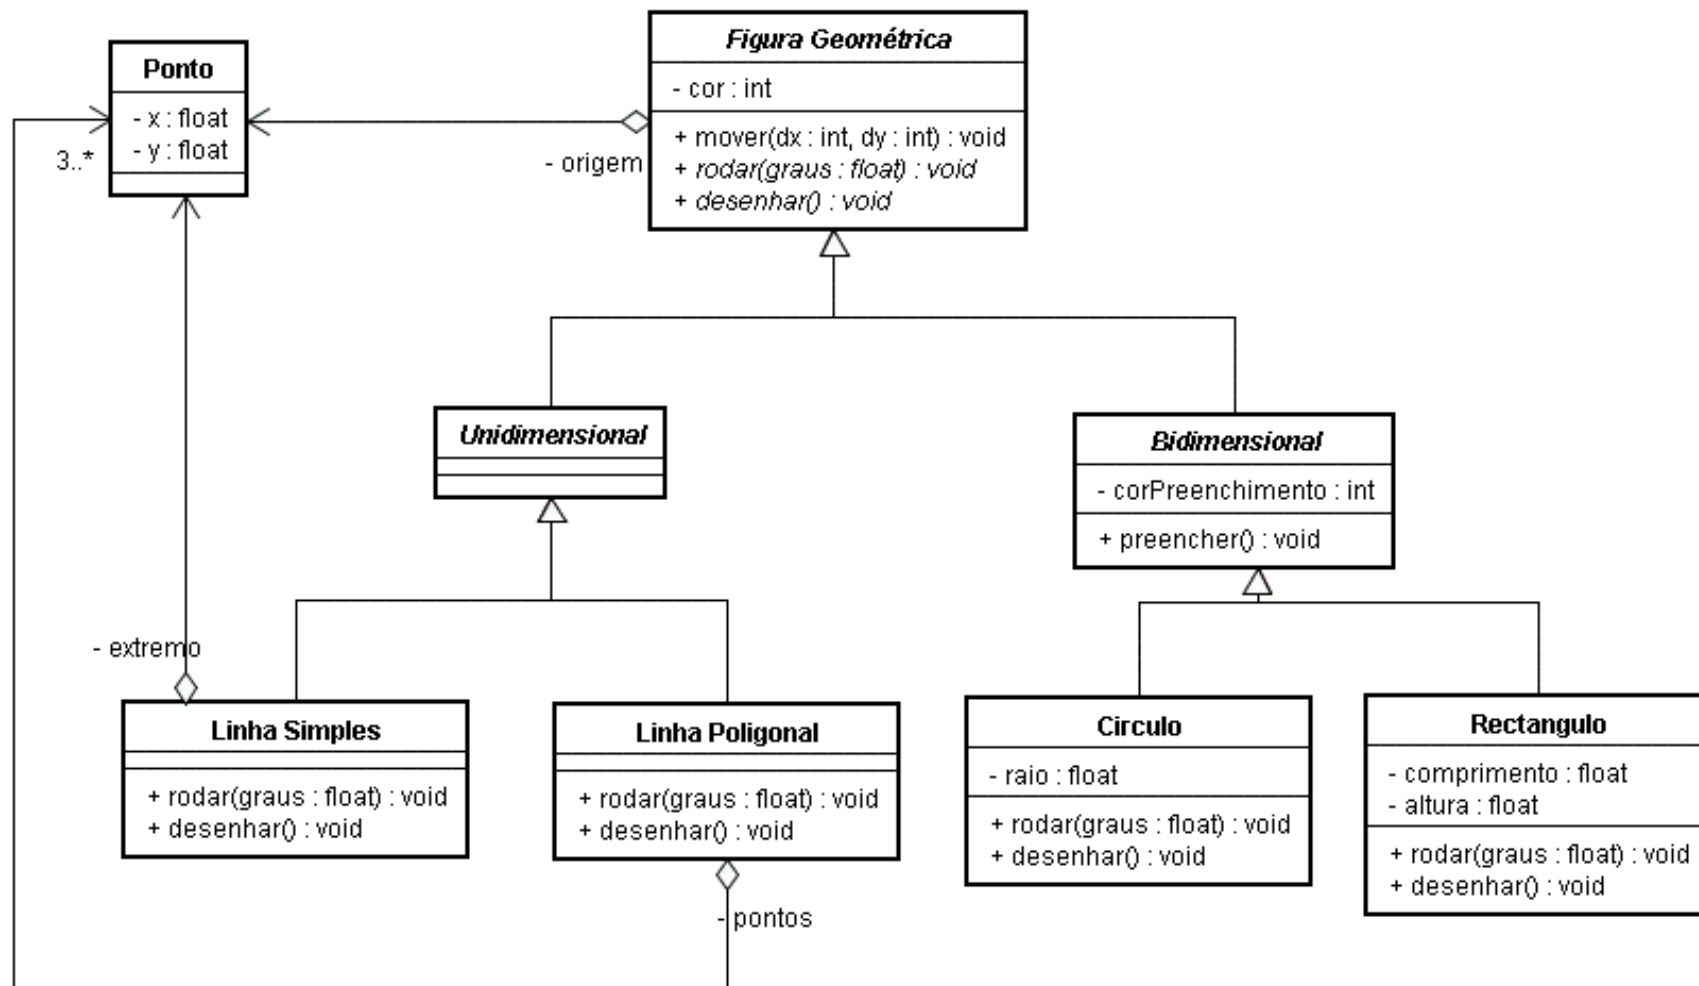 Ponto
- x : float
- y : float
3..*
- origem
Figura Geométrica
- cor : int
+ mover(dx : int, dy : int) : void
+ rodar(graus : float) : void
+ desenhar() : void
Unidimensional
Bidimensional
- corPreenchimento : int
+ preencher() : void
- extremo
Linha Simples
+ rodar(graus : float) : void
+ desenhar() : void
Linha Poligonal
+ rodar(graus : float) : void
+ desenhar() : void
- pontos
Circulo
- raio : float
+ rodar(graus : float) : void
+ desenhar() : void
Rectangulo
- comprimento : float
- altura : float
+ rodar(graus : float) : void
+ desenhar() : void